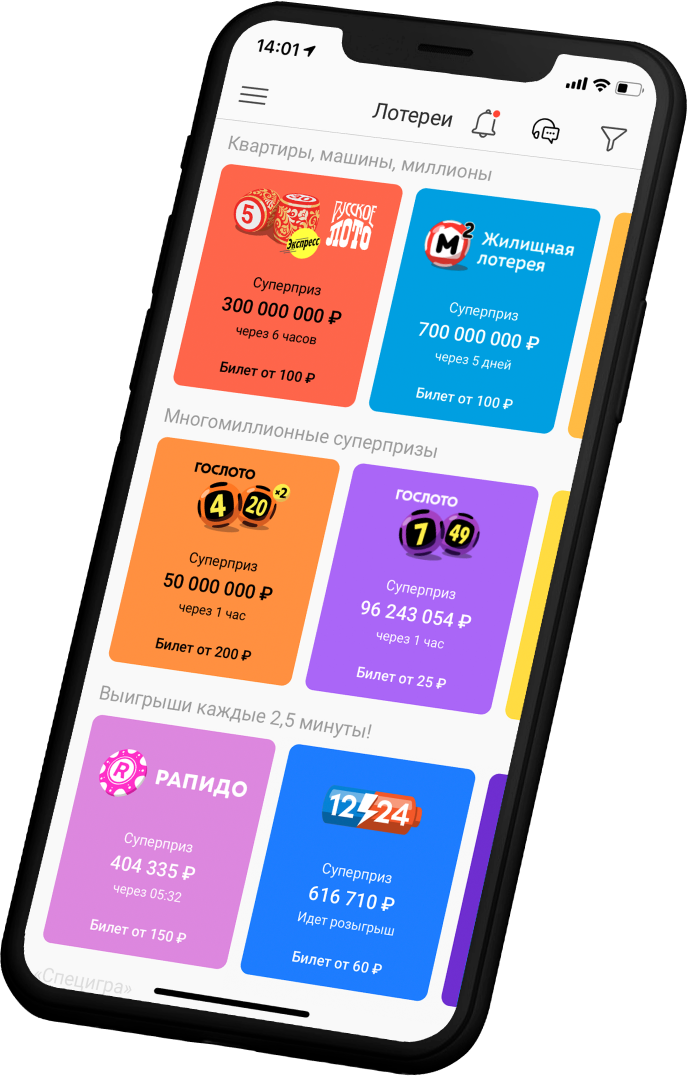 14:01
Лотереи
Квартиры, машины, миллионы
5
Экспресс
РУССКОЕ
ЛОТО
Суперприз
300 000 000 ₽
через 6 часов
Билет от 100 ₽
М2
Жилищная
лотерея
Суперприз
700 000 000 ₽
через 5 дней
Билет от 100 ₽
Многомиллионные суперпризы
ГОСЛОТО
4 20 ×2
Суперприз
50 000 000 ₽
через 1 час
Билет от 200 ₽
ГОСЛОТО
7 49
Суперприз
96 243 054 ₽
через 1 час
Билет от 25 ₽
Выигрыши каждые 2,5 минуты!
R РАПИДО
Суперприз
404 335 ₽
через 05:32
Билет от 150 ₽
12 24
Суперприз
616 710 ₽
Идет розыгрыш
Билет от 60 ₽
«Специгра»